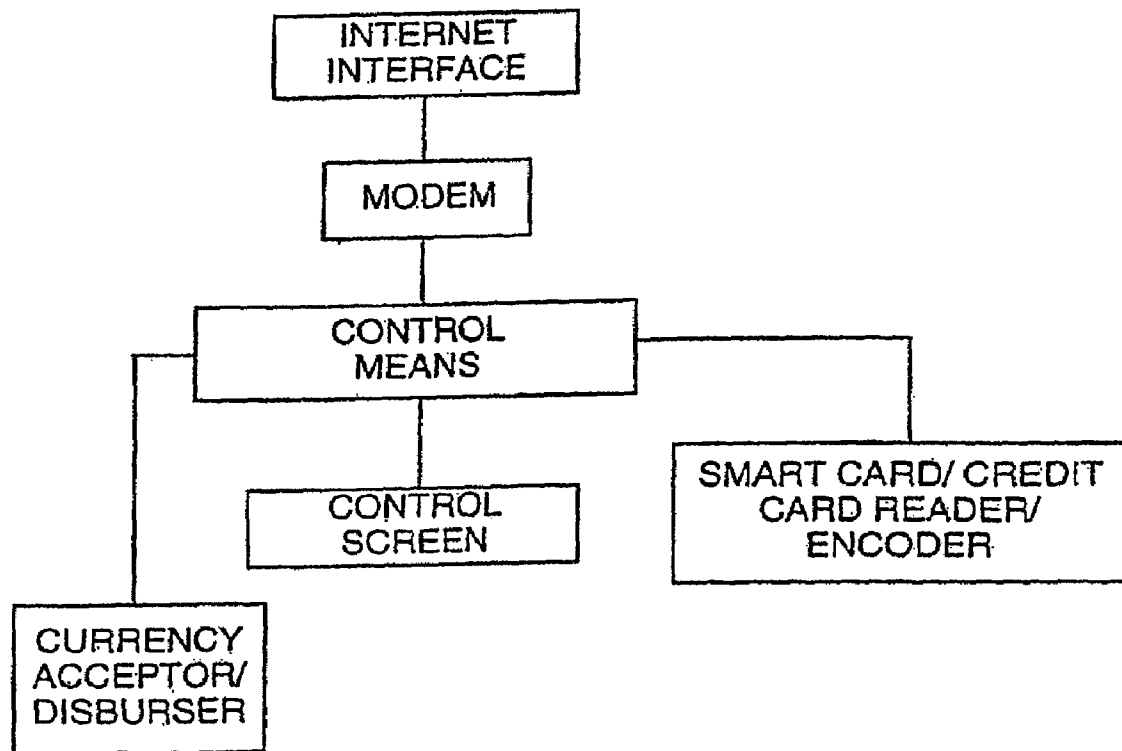 INTERNET
INTERFACE
MODEM
CONTROL
MEANS
CONTROL
SCREEN
SMART CARD/ CREDIT
CARD READER/
ENCODER
CURRENCY
ACCEPTOR/
DISBURSER